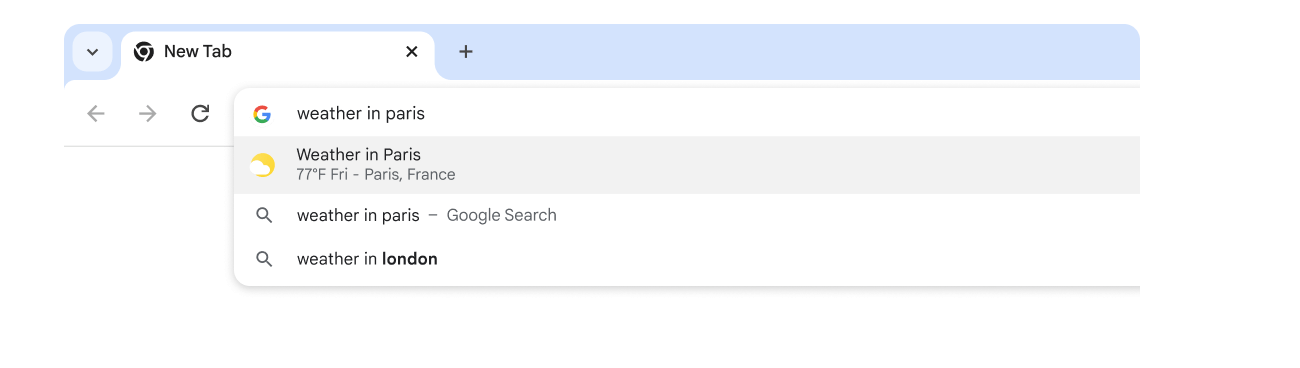 New Tab
weather in paris
Weather in Paris
77°F Fri - Paris, France
weather in paris – Google Search
weather in london